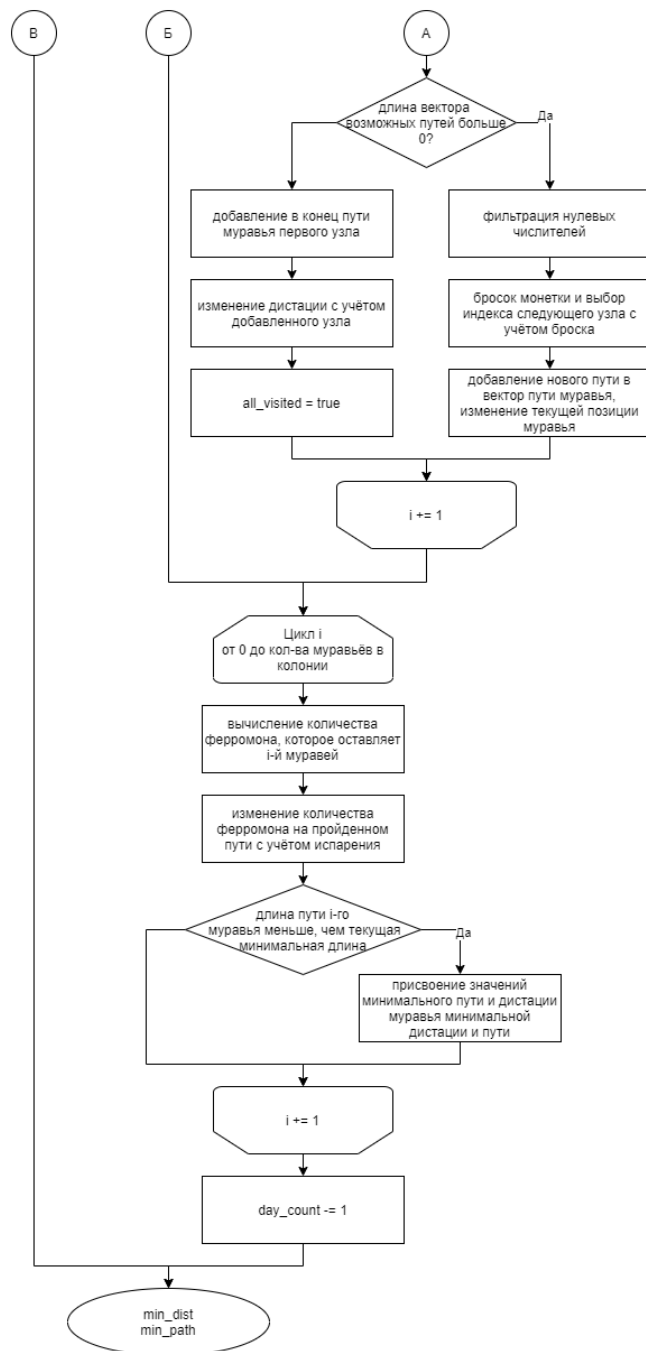 В
Б
А
длина вектора
возможных путей больше
0?
Да
добавление в конец пути
муравья первого узла
фильтрация нулевых
числителей
изменение дистации с учётом
добавленного узла
бросок монетки и выбор
индекса следующего узла с
учётом броска
all_visited = true
добавление нового пути в
вектор пути муравья,
изменение текущей позиции
муравья
i += 1
Цикл i
от 0 до кол-ва муравьёв в
колонии
вычисление количества
ферромона, которое оставляет
i-й муравей
изменение количества
ферромона на пройденном
пути с учётом испарения
длина пути i-го
муравья меньше, чем текущая
минимальная длина
Да
присвоение значений
минимального пути и дистации
муравья минимальной
дистации и пути
i += 1
day_count -= 1
min_dist
min_path